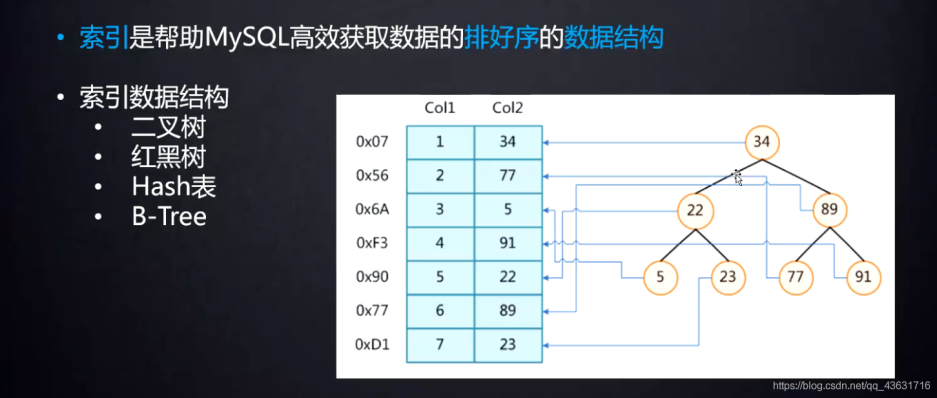 • 索引是帮助MySQL高效获取数据的排好序的数据结构
• 索引数据结构
• 二叉树
• 红黑树
• Hash表
• B-Tree
Col1 Col2
0x07 1 34
0x56 2 77
0x6A 3 5
0xF3 4 91
0x90 5 22
0x77 6 89
0xD1 7 23
34
22 89
5 23 77 91
https://blog.csdn.net/qq_43631716